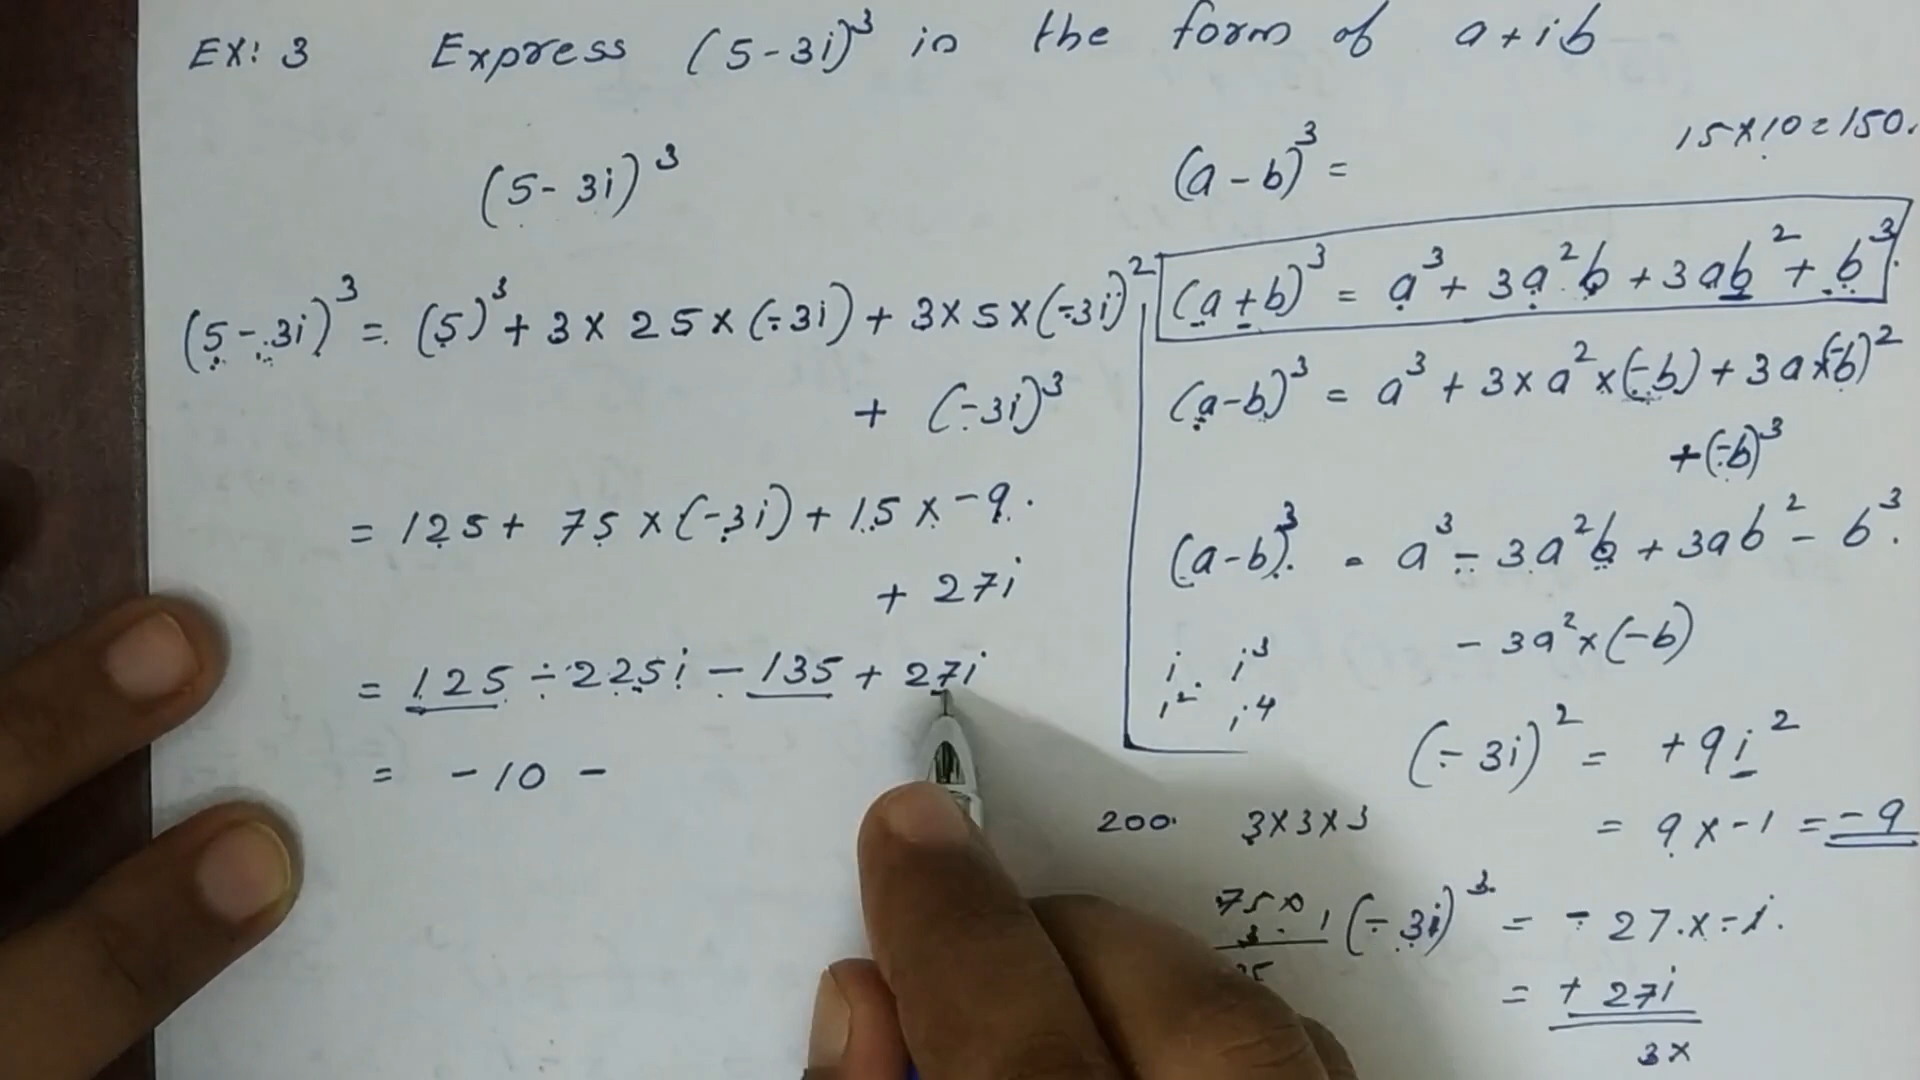 EX: 3 Express (5-3i)³ in the form of a+ib
15×10=150.
(5-3i)³
(a-b)³ =
(5-3i)³ = (5)³ + 3×25×(-3i) + 3×5×(-3i)²
+ (-3i)³
= 125 + 75×(-3i) + 15×-9.
+ 27i
= 125 - 225i - 135 + 27i
= -10 -
(a+b)³ = a³ + 3a²b + 3ab² + b³.
(a-b)³ = a³ + 3×a²×(-b) + 3a×(-b)²
+(-b)³
(a-b)³. = a³ - 3a²b + 3ab² - b³.
- 3a²×(-b)
i i³
i² i⁴
(-3i)² = +9i²
= 9×-1 = -9
200. 3×3×3
75×
3
(-3i)³ = -27.×-i.
= +27i
3×